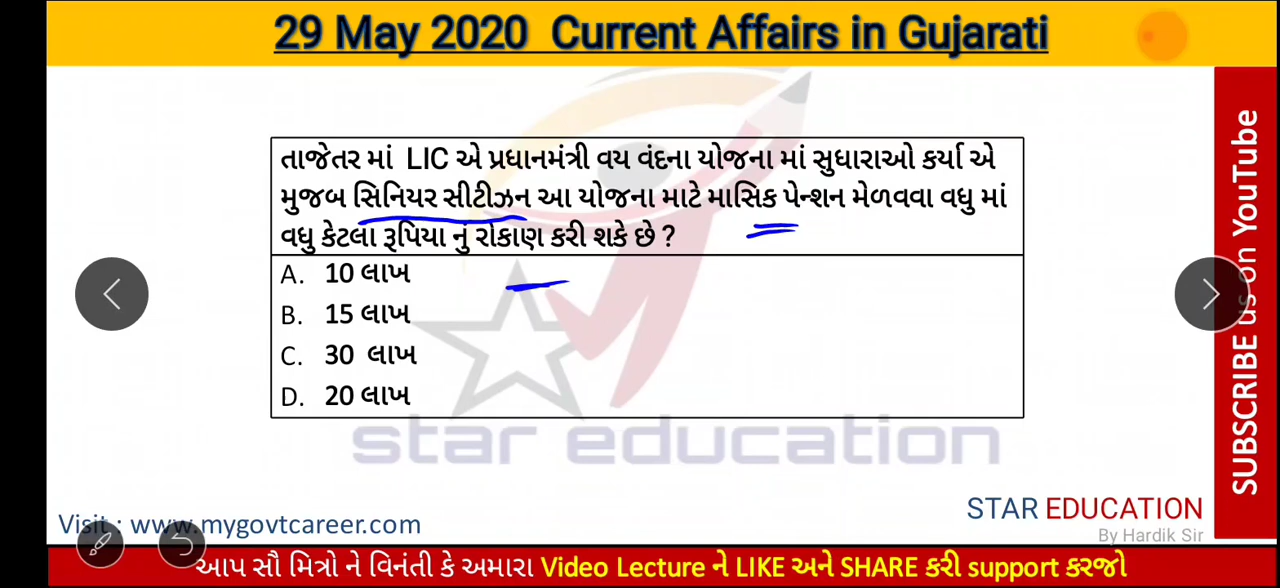 29 May 2020 Current Affairs in Gujarati
તાજેતર માં LIC એ પ્રધાનમંત્રી વય વંદના યોજના માં સુધારાઓ કર્યા એ
મુજબ સિનિયર સીટીઝન આ યોજના માટે માસિક પેન્શન મેળવવા વધુ માં
વધુ કેટલા રૂપિયા નું રોકાણ કરી શકે છે ?
A. 10 લાખ
B. 15 લાખ
C. 30 લાખ
D. 20 લાખ
star education
SUBSCRIBE us on YouTube
STAR EDUCATION
By Hardik Sir
Visit : www.mygovtcareer.com
આપ સૌ મિત્રો ને વિનંતી કે અમારા Video Lecture ને LIKE અને SHARE કરી support કરજો